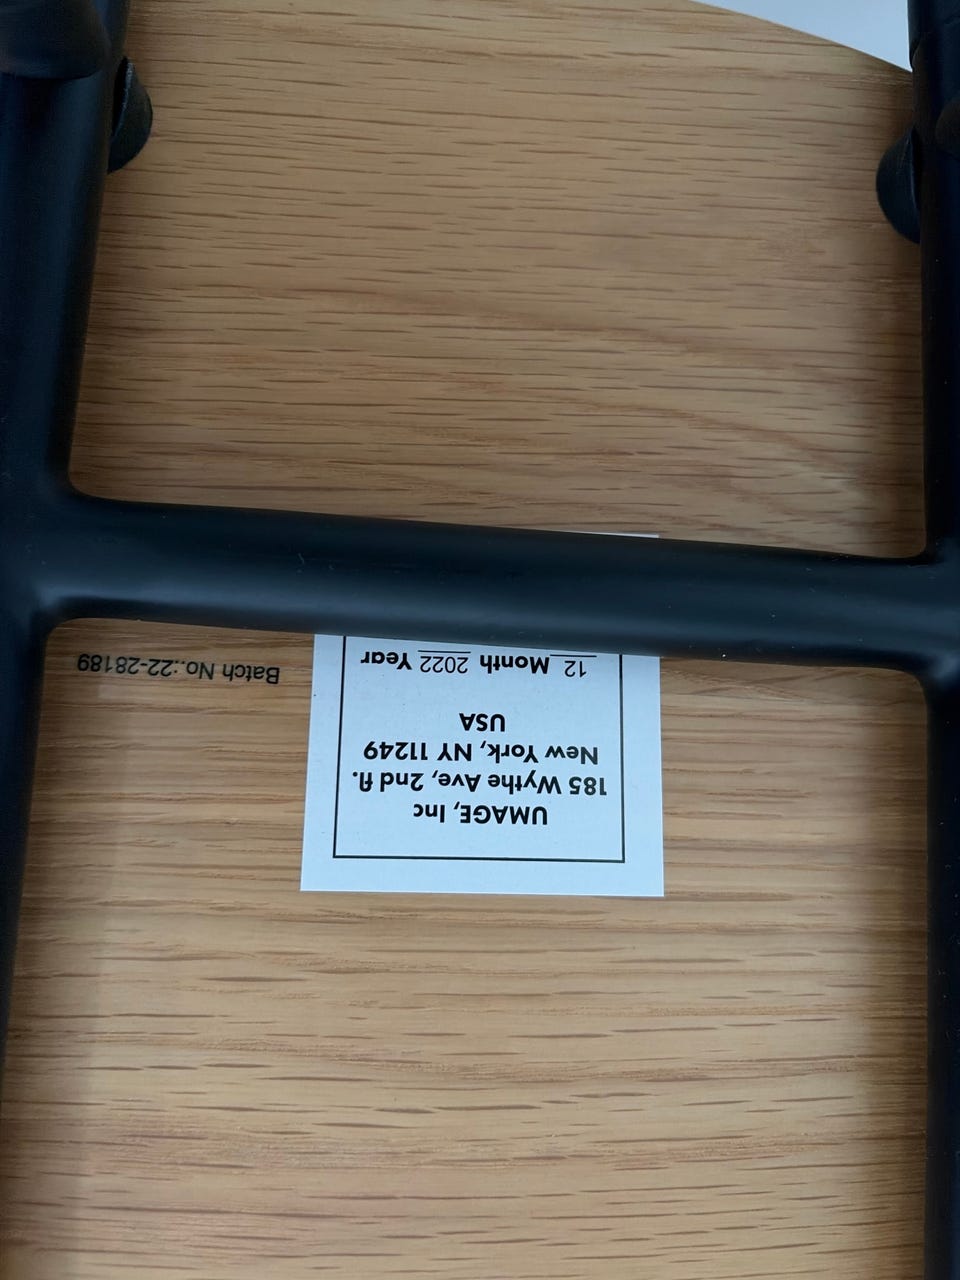 UMAGE, Inc
185 Wythe Ave, 2nd fl.
New York, NY 11249
USA
12 Month 2022 Year
Batch No.:22-28189